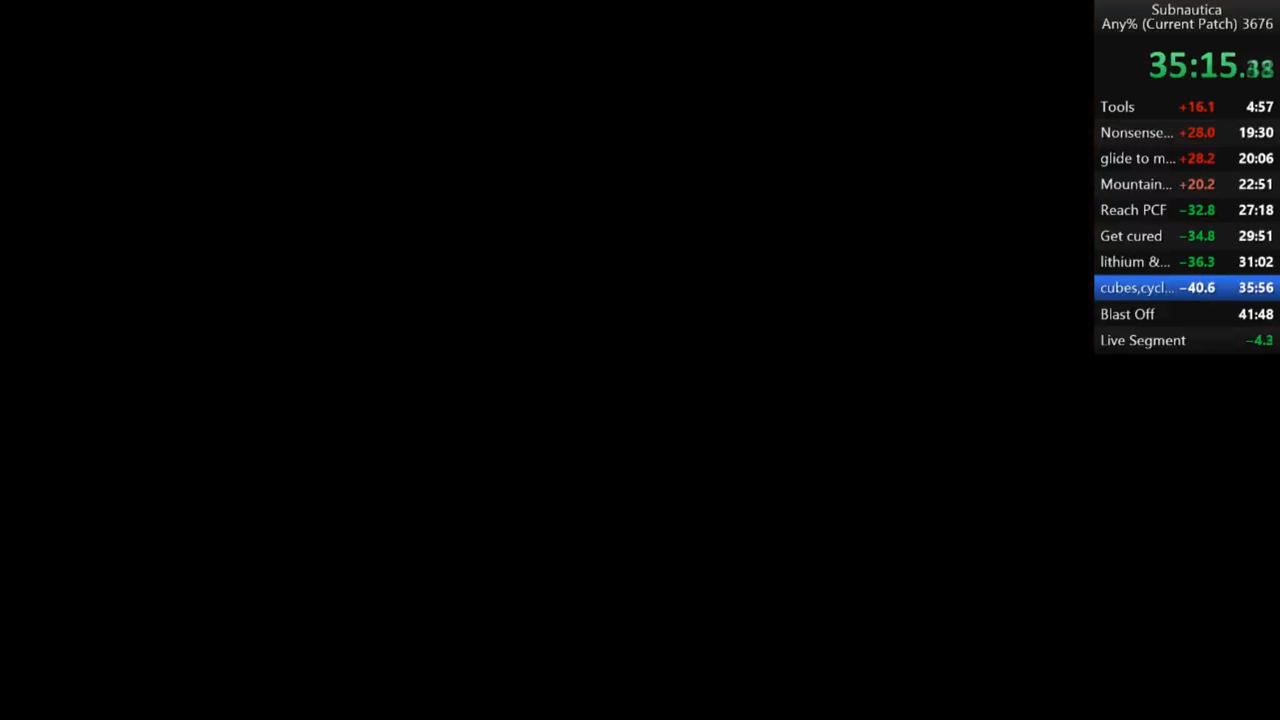 Subnautica
Any% (Current Patch) 3676
35:15.38
Tools +16.1 4:57
Nonsense... +28.0 19:30
glide to m... +28.2 20:06
Mountain... +20.2 22:51
Reach PCF −32.8 27:18
Get cured −34.8 29:51
lithium &... −36.3 31:02
cubes,cycl... −40.6 35:56
Blast Off 41:48
Live Segment −4.3